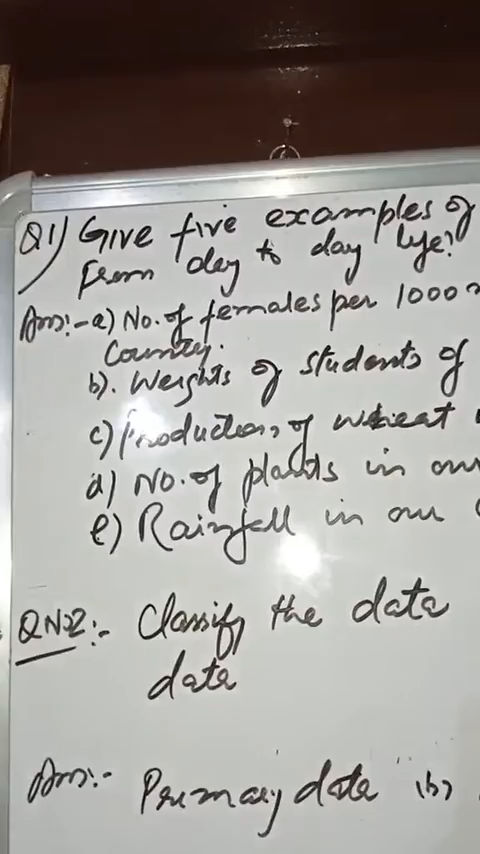 Q1) Give five examples of
from day to day life?
Ans:- a) No. of females per 1000
Country.
b). Weights of students of
c) Production of wheat
d) No. of plants in our
e) Rainfall in our
QN2:- Classify the data
data
Ans:- Primary data (b)